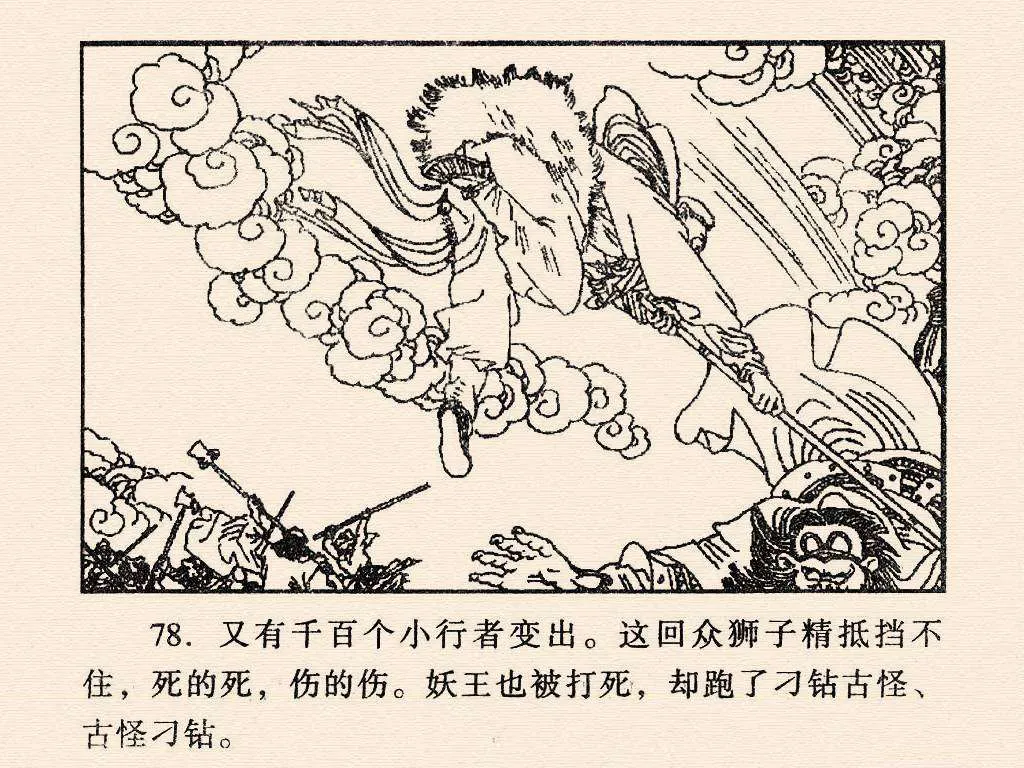 78. 又有千百个小行者变出。这回众狮子精抵挡不
住，死的死，伤的伤。妖王也被打死，却跑了刁钻古怪、
古怪刁钻。